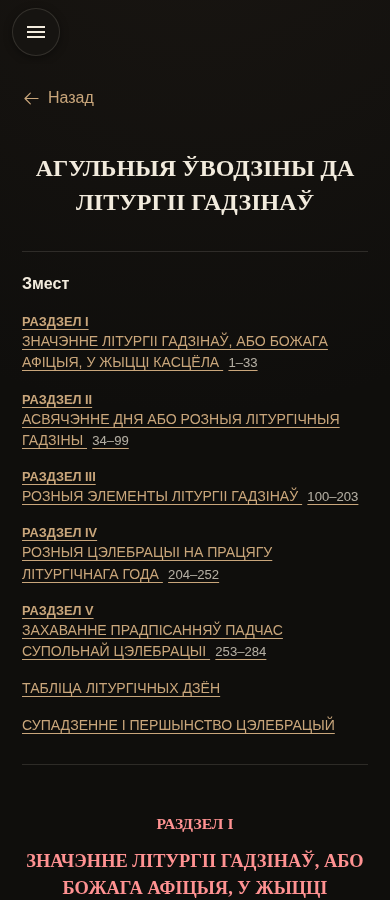 Назад
АГУЛЬНЫЯ ЎВОДЗІНЫ ДА
ЛІТУРГІІ ГАДЗІНАЎ
Змест
РАЗДЗЕЛ I
ЗНАЧЭННЕ ЛІТУРГІІ ГАДЗІНАЎ, АБО БОЖАГА
АФІЦЫЯ, У ЖЫЦЦІ КАСЦЁЛА 1–33
РАЗДЗЕЛ II
АСВЯЧЭННЕ ДНЯ АБО РОЗНЫЯ ЛІТУРГІЧНЫЯ
ГАДЗІНЫ 34–99
РАЗДЗЕЛ III
РОЗНЫЯ ЭЛЕМЕНТЫ ЛІТУРГІІ ГАДЗІНАЎ 100–203
РАЗДЗЕЛ IV
РОЗНЫЯ ЦЭЛЕБРАЦЫІ НА ПРАЦЯГУ
ЛІТУРГІЧНАГА ГОДА 204–252
РАЗДЗЕЛ V
ЗАХАВАННЕ ПРАДПІСАННЯЎ ПАДЧАС
СУПОЛЬНАЙ ЦЭЛЕБРАЦЫІ 253–284
ТАБЛІЦА ЛІТУРГІЧНЫХ ДЗЁН
СУПАДЗЕННЕ І ПЕРШЫНСТВО ЦЭЛЕБРАЦЫЙ
РАЗДЗЕЛ I
ЗНАЧЭННЕ ЛІТУРГІІ ГАДЗІНАЎ, АБО
БОЖАГА АФІЦЫЯ, У ЖЫЦЦІ